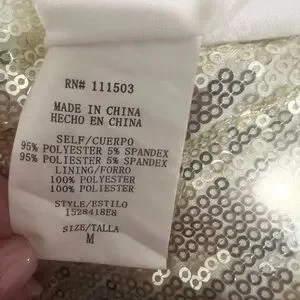 RN# 111503
MADE IN CHINA
HECHO EN CHINA
SELF/CUERPO
95% POLYESTER 5% SPANDEX
95% POLIESTER 5% SPANDEX
LINING/FORRO
100% POLYESTER
100% POLIESTER
STYLE/ESTILO
1528418E8
SIZE/TALLA
M